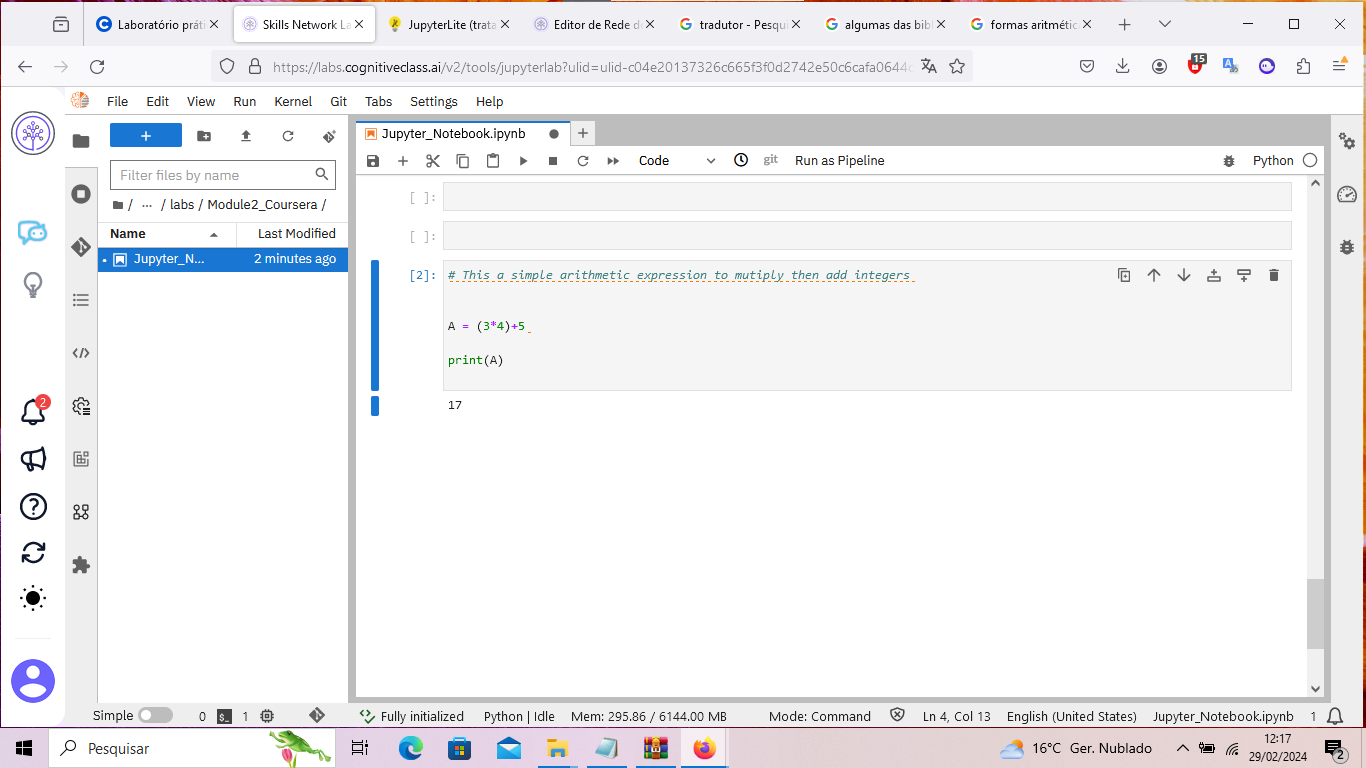 Laboratório práti
Skills Network La
JupyterLite (trata
Editor de Rede de
tradutor - Pesqui
algumas das bibl
formas aritmétic
https://labs.cognitiveclass.ai/v2/tools/jupyterlab?ulid=ulid-c04e20137326c665f3f0d2742e50c6cafa0644c
15
File Edit View Run Kernel Git Tabs Settings Help
Jupyter_Notebook.ipynb
Code
git
Run as Pipeline
Python
Filter files by name
/ ... / labs / Module2_Coursera /
Name Last Modified
Jupyter_N... 2 minutes ago
[ ]:
[ ]:
[2]:
# This a simple arithmetic expression to mutiply then add integers.
A = (3*4)+5
print(A)
17
2
Simple 0 $_ 1
Fully initialized
Python | Idle
Mem: 295.86 / 6144.00 MB
Mode: Command
Ln 4, Col 13
English (United States)
Jupyter_Notebook.ipynb
1
Pesquisar
16°C Ger. Nublado
12:17
29/02/2024
2